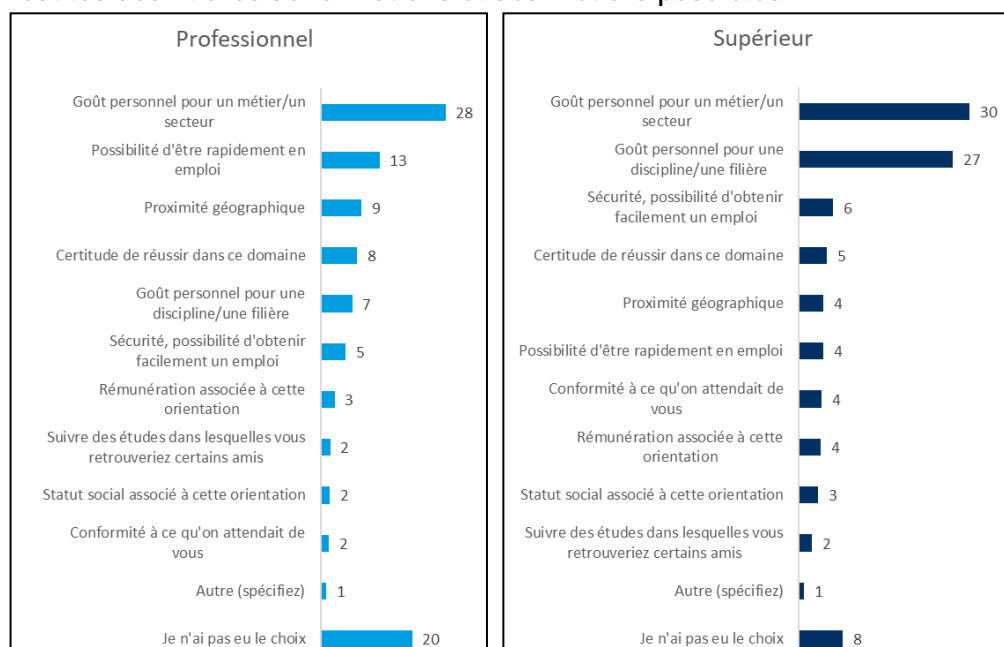 Professionnel
Goût personnel pour un métier/un
secteur
28
Possibilité d'être rapidement en
emploi
13
Proximité géographique
9
Certitude de réussir dans ce domaine
8
Goût personnel pour une
discipline/une filière
7
Sécurité, possibilité d'obtenir
facilement un emploi
5
Rémunération associée à cette
orientation
3
Suivre des études dans lesquelles vous
retrouveriez certains amis
2
Statut social associé à cette orientation
2
Conformité à ce qu'on attendait de
vous
2
Autre (spécifiez)
1
Je n'ai pas eu le choix
20
Supérieur
Goût personnel pour un métier/un
secteur
30
Goût personnel pour une
discipline/une filière
27
Sécurité, possibilité d'obtenir
facilement un emploi
6
Certitude de réussir dans ce domaine
5
Proximité géographique
4
Possibilité d'être rapidement en emploi
4
Conformité à ce qu'on attendait de
vous
4
Rémunération associée à cette
orientation
4
Statut social associé à cette orientation
3
Suivre des études dans lesquelles vous
retrouveriez certains amis
2
Autre (spécifiez)
1
Je n'ai pas eu le choix
8